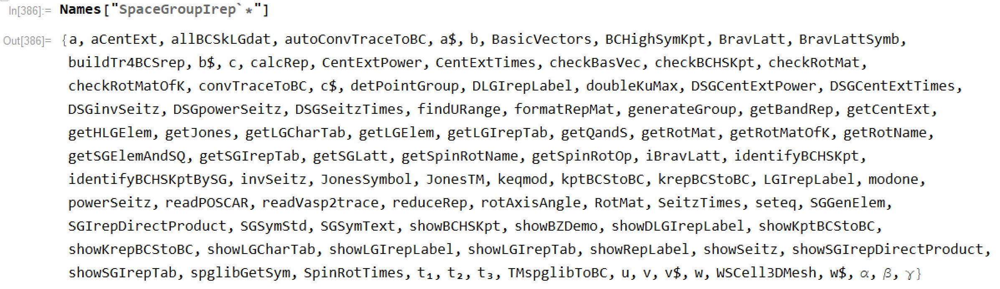 In[386]:= Names["SpaceGroupIrep`*"]
Out[386]= {a, aCentExt, allBCSkLGdat, autoConvTraceToBC, a$, b, BasicVectors, BCHighSymKpt, BravLatt, BravLattSymb,
buildTr4BCSrep, b$, c, calcRep, CentExtPower, CentExtTimes, checkBasVec, checkBCHSKpt, checkRotMat,
checkRotMatOfK, convTraceToBC, c$, detPointGroup, DLGIrepLabel, doubleKuMax, DSGCentExtPower, DSGCentExtTimes,
DSGinvSeitz, DSGpowerSeitz, DSGSeitzTimes, findURange, formatRepMat, generateGroup, getBandRep, getCentExt,
getHLGElem, getJones, getLGCharTab, getLGElem, getLGIrepTab, getQandS, getRotMat, getRotMatOfK, getRotName,
getSGElemAndSQ, getSGIrepTab, getSGLatt, getSpinRotName, getSpinRotOp, iBravLatt, identifyBCHSKpt,
identifyBCHSKptBySG, invSeitz, JonesSymbol, JonesTM, keqmod, kptBCStoBC, krepBCStoBC, LGIrepLabel, modone,
powerSeitz, readPOSCAR, readVasp2trace, reduceRep, rotAxisAngle, RotMat, SeitzTimes, seteq, SGGenElem,
SGIrepDirectProduct, SGSymStd, SGSymText, showBCHSKpt, showBZDemo, showDLGIrepLabel, showKptBCStoBC,
showKrepBCStoBC, showLGCharTab, showLGIrepLabel, showLGIrepTab, showRepLabel, showSeitz, showSGIrepDirectProduct,
showSGIrepTab, spglibGetSym, SpinRotTimes, t₁, t₂, t₃, TMspglibToBC, u, v, v$, w, WSCell3DMesh, w$, α, β, γ}